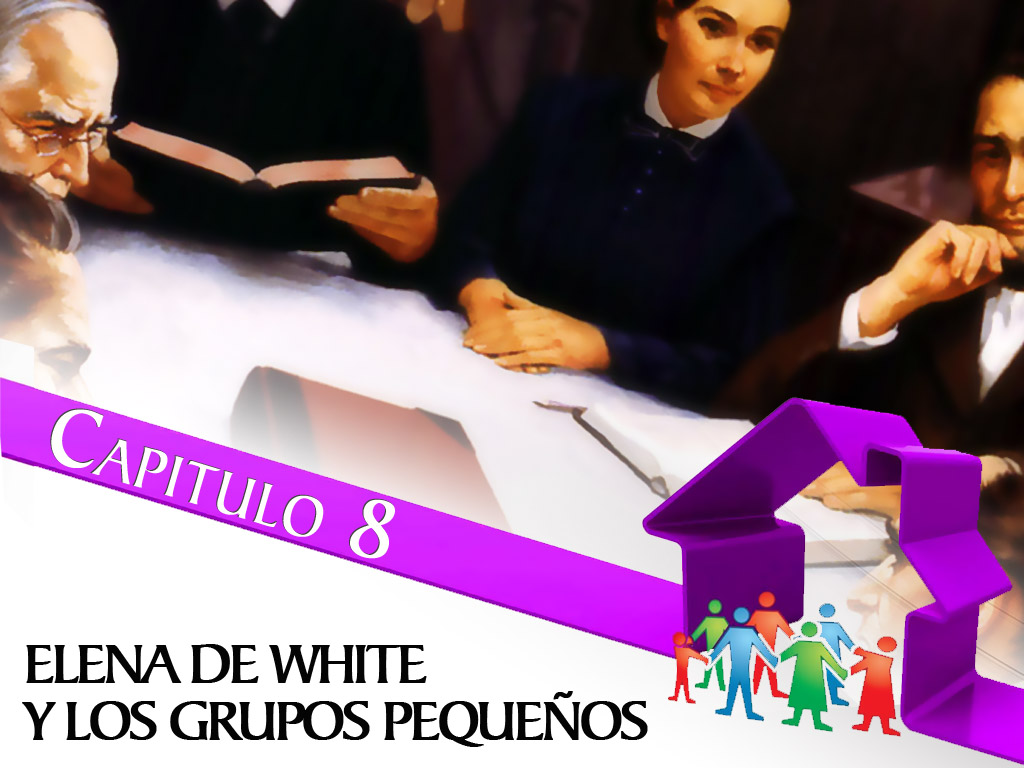 CAPITULO 8
ELENA DE WHITE
Y LOS GRUPOS PEQUEÑOS